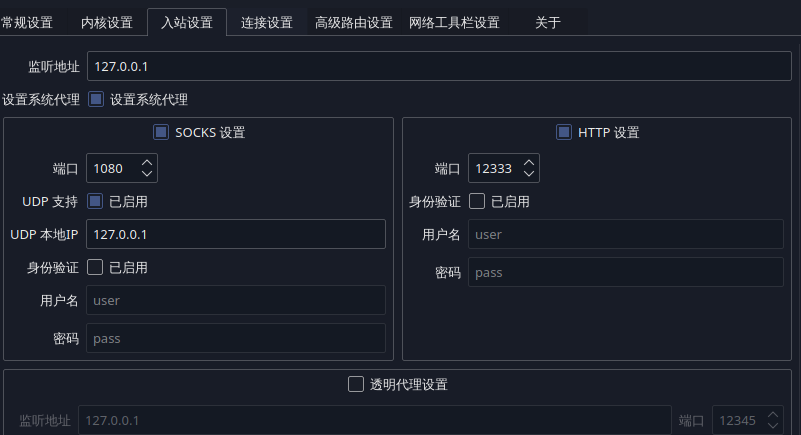 常规设置 内核设置 入站设置 连接设置 高级路由设置 网络工具栏设置 关于
监听地址 127.0.0.1
设置系统代理 设置系统代理
SOCKS 设置
端口 1080
UDP 支持 已启用
UDP 本地IP 127.0.0.1
身份验证 已启用
用户名 user
密码 pass
HTTP 设置
端口 12333
身份验证 已启用
用户名 user
密码 pass
透明代理设置
监听地址 127.0.0.1 端口 12345